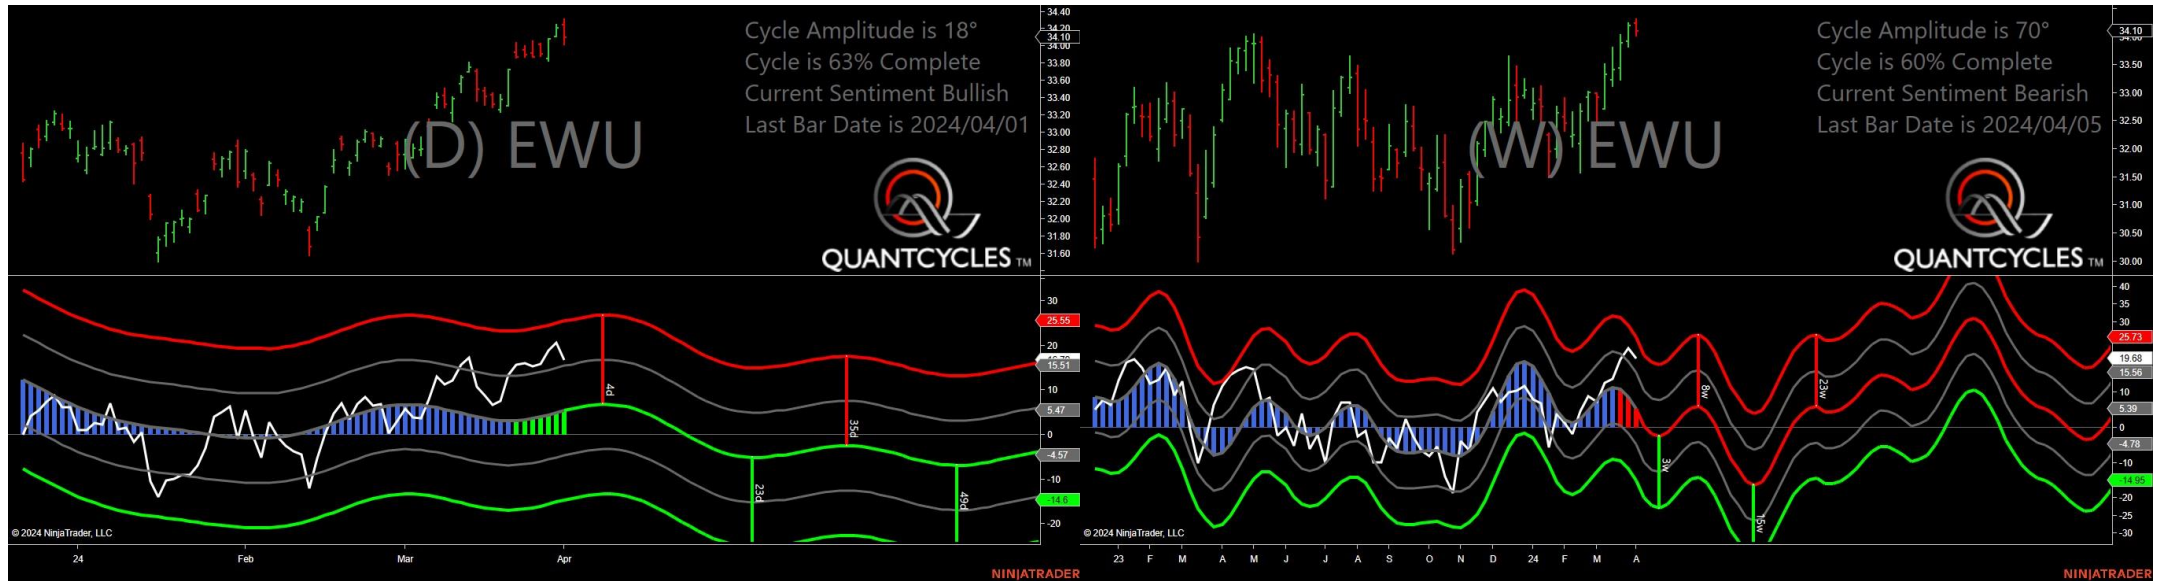 34.40
34.20
34.10
34.00
33.80
33.60
33.40
33.20
33.00
32.80
32.60
32.40
32.20
32.00
31.80
31.60
Cycle Amplitude is 18°
Cycle is 63% Complete
Current Sentiment Bullish
Last Bar Date is 2024/04/01
(D) EWU
QUANTCYCLES TM
30
25.55
20
15.51
10
5.47
0
-4.57
-10
-14.6
-20
4d
23d
35d
49d
© 2024 NinjaTrader, LLC
24 Feb Mar Apr
NINJATRADER
Cycle Amplitude is 70°
Cycle is 60% Complete
Current Sentiment Bearish
Last Bar Date is 2024/04/05
(W) EWU
QUANTCYCLES TM
34.10
33.50
33.00
32.50
32.00
31.50
31.00
30.50
30.00
40
35
30
25.73
19.68
15.56
10
5.39
0
-4.78
-10
-14.95
-20
-25
-30
3w
8w
15w
23w
© 2024 NinjaTrader, LLC
23 F M A M J J A S O N D 24 F M A
NINJATRADER